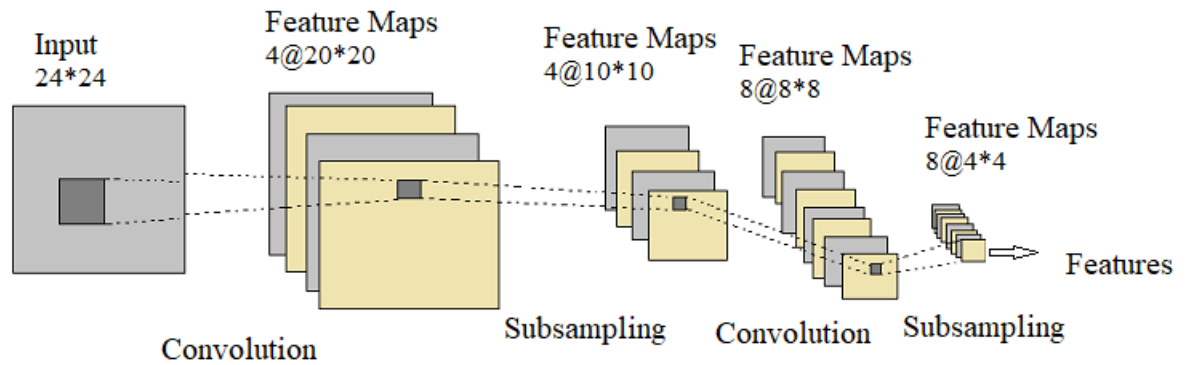 Input
24*24
Feature Maps
4@20*20
Feature Maps
4@10*10
Feature Maps
8@8*8
Feature Maps
8@4*4
Features
Convolution
Subsampling
Convolution
Subsampling